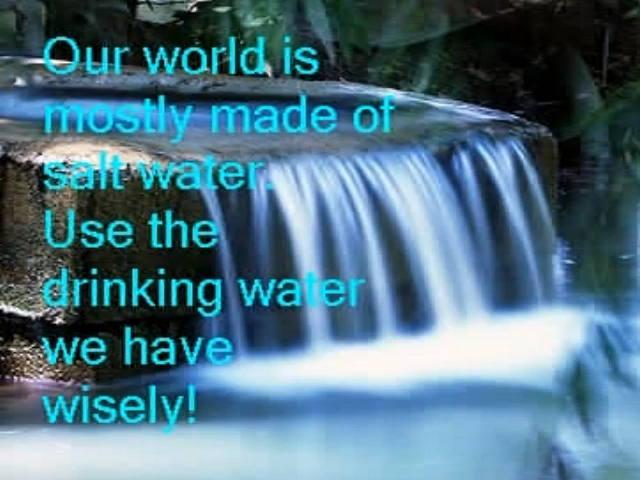 Our world is
mostly made of
salt water.
Use the
drinking water
we have
wisely!